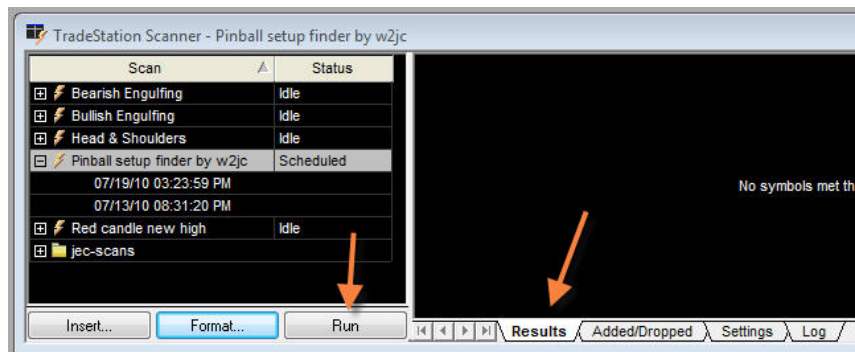 TradeStation Scanner - Pinball setup finder by w2jc
Scan Status
Bearish Engulfing Idle
Bullish Engulfing Idle
Head & Shoulders Idle
Pinball setup finder by w2jc Scheduled
07/19/10 03:23:59 PM
07/13/10 08:31:20 PM
Red candle new high Idle
jec-scans
No symbols met th
Insert... Format... Run
Results Added/Dropped Settings Log